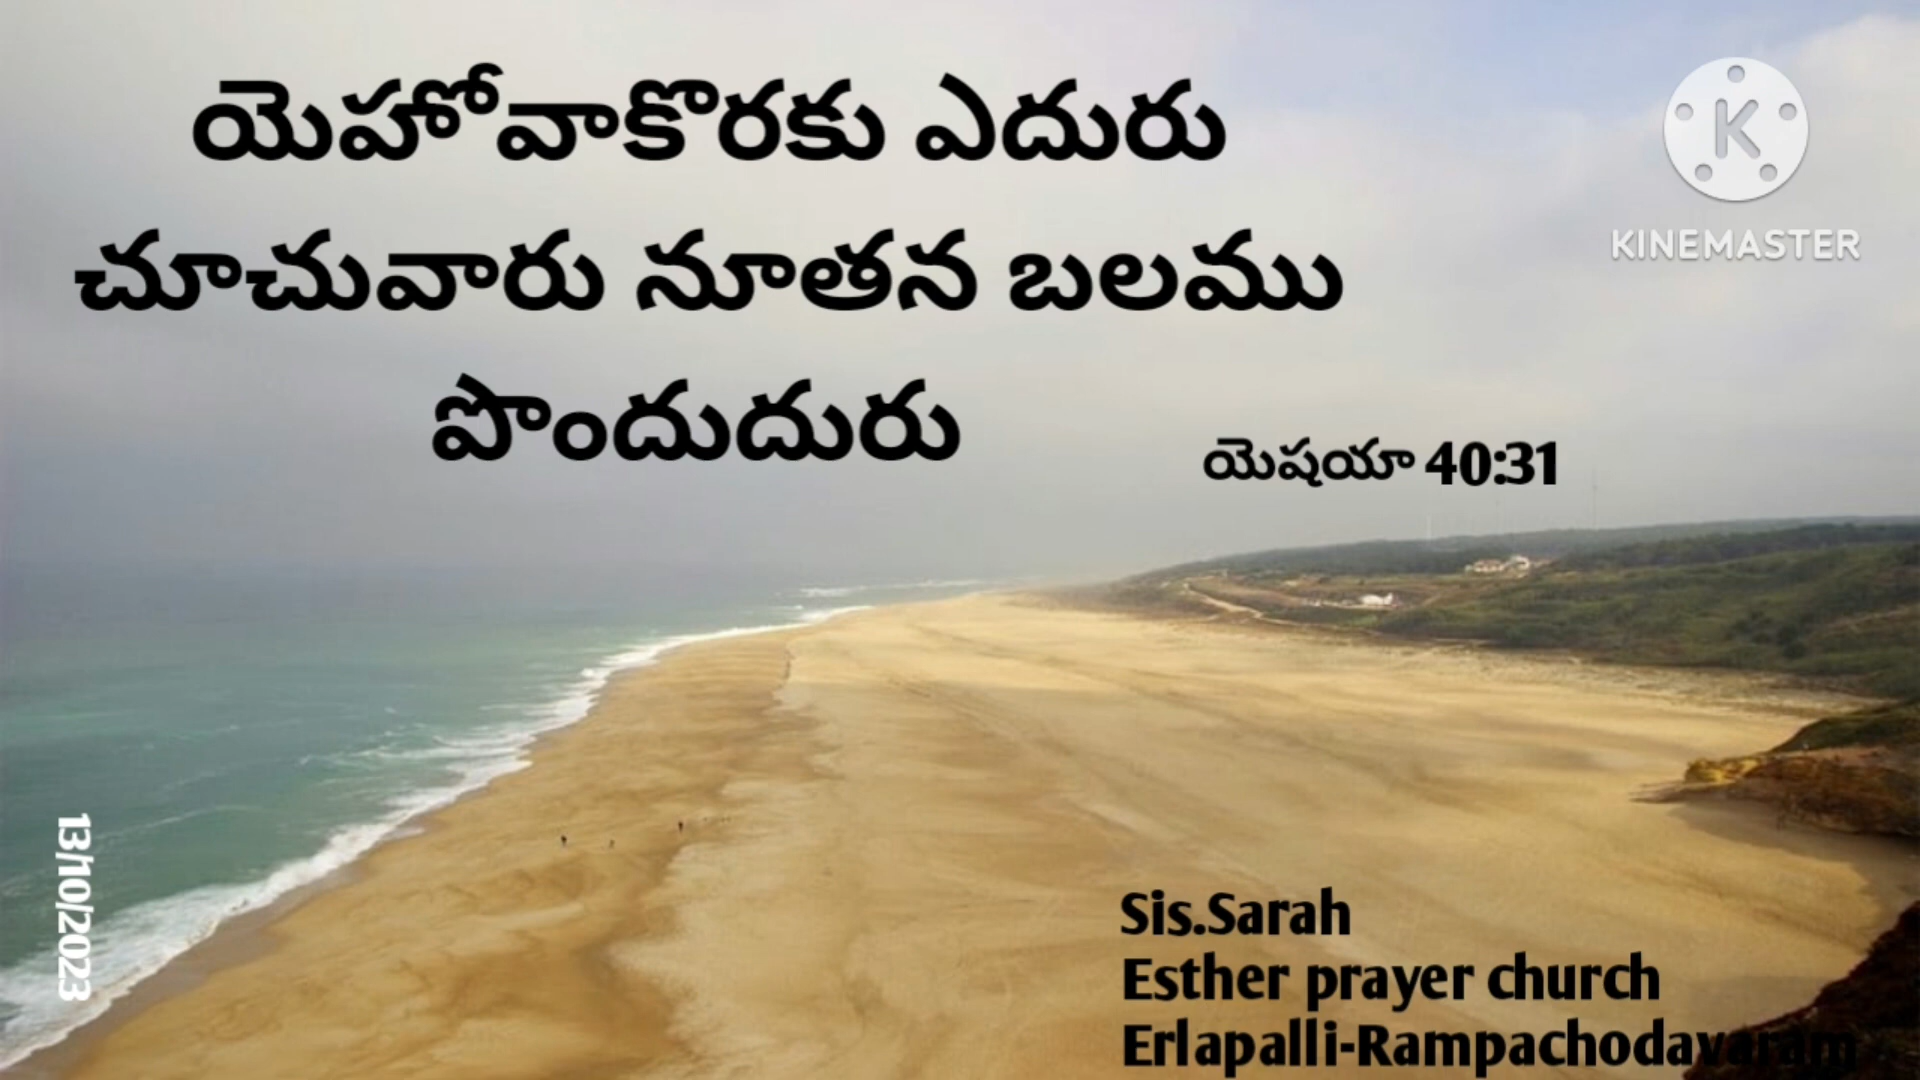 యెహోవాకొరకు ఎదురు
చూచువారు నూతన బలము
పొందుదురు
యెషయా 40:31
KINEMASTER
13/10/2023
Sis.Sarah
Esther prayer church
Erlapalli-Rampachodavaram